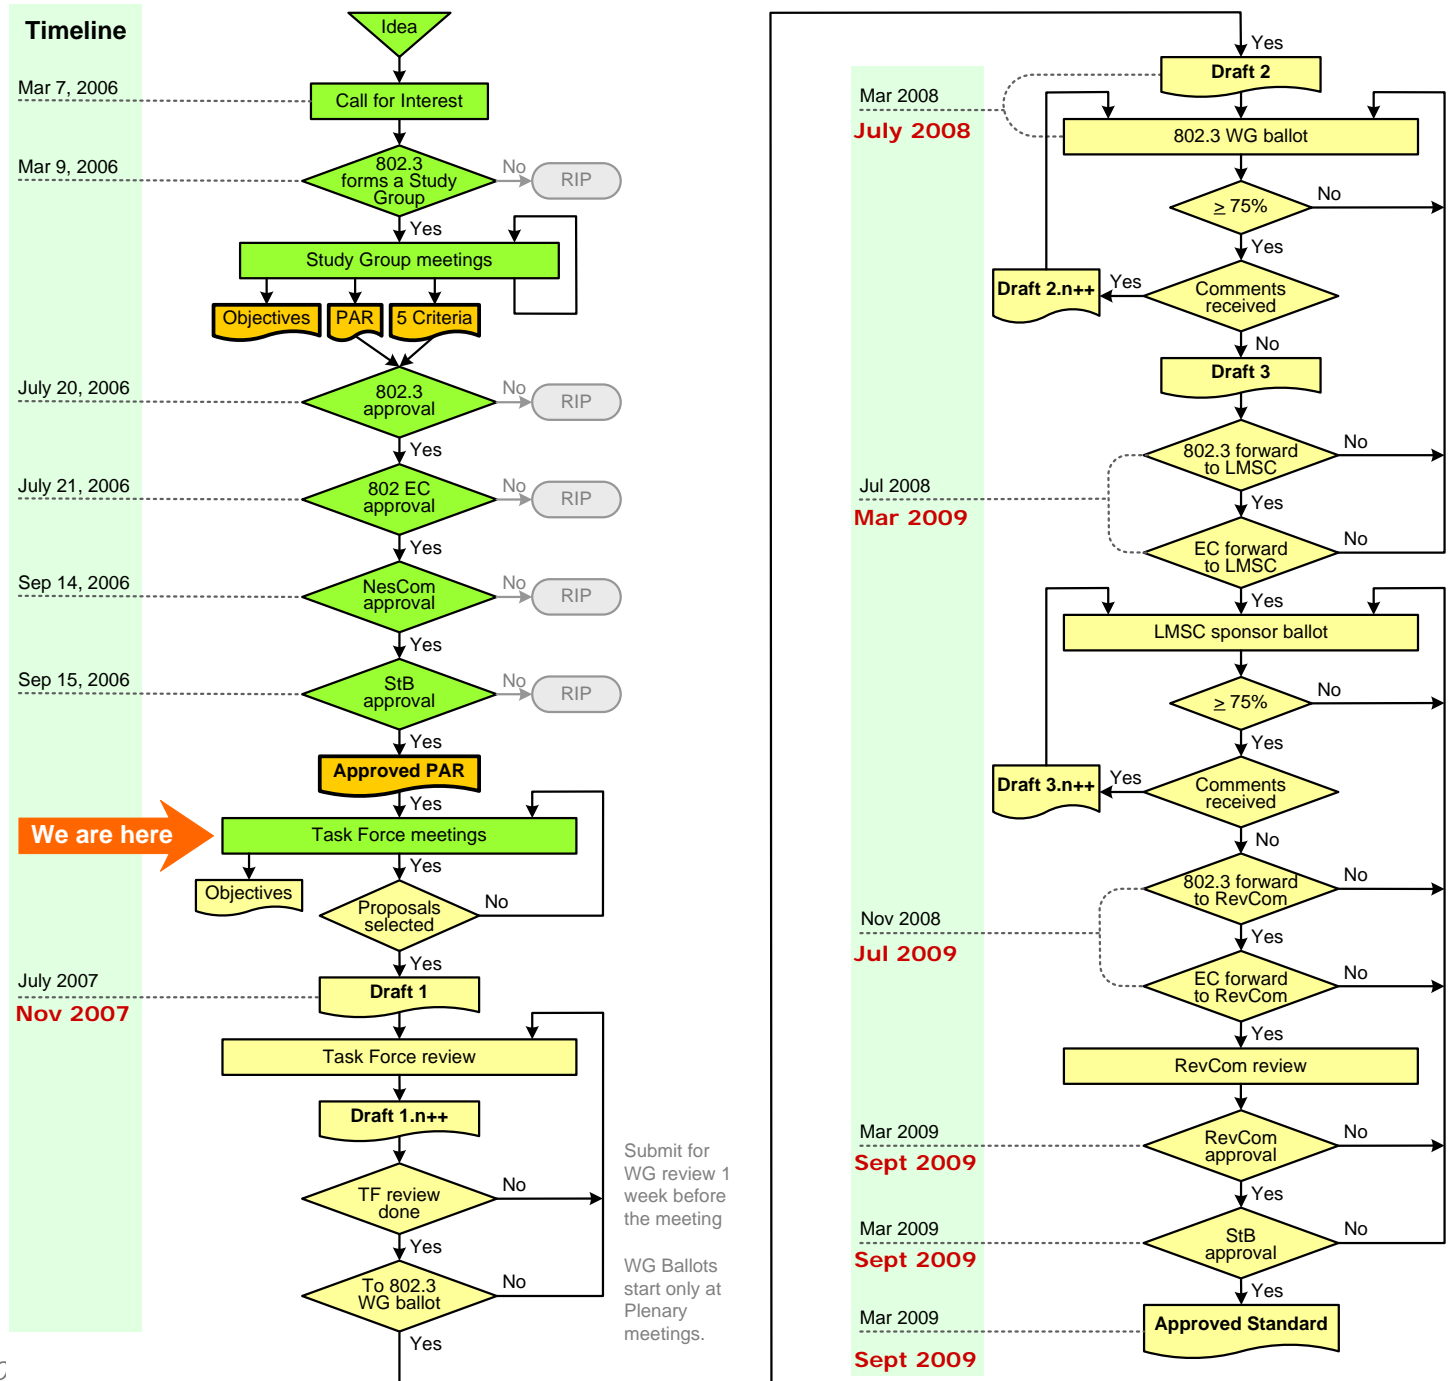 Timeline
Idea
Mar 7, 2006
Call for Interest
Mar 9, 2006
802.3
forms a Study
Group
No
RIP
Yes
Study Group meetings
Objectives
PAR
5 Criteria
July 20, 2006
802.3
approval
No
RIP
Yes
July 21, 2006
802 EC
approval
No
RIP
Yes
Sep 14, 2006
NesCom
approval
No
RIP
Yes
Sep 15, 2006
StB
approval
No
RIP
Yes
Approved PAR
Yes
We are here
Task Force meetings
Yes
Objectives
Proposals
selected
No
Yes
July 2007
Nov 2007
Draft 1
Task Force review
Draft 1.n++
TF review
done
No
Yes
To 802.3
WG ballot
No
Yes
Submit for
WG review 1
week before
the meeting
WG Ballots
start only at
Plenary
meetings.
Yes
Draft 2
Mar 2008
July 2008
802.3 WG ballot
≥ 75%
No
Yes
Comments
received
Yes
Draft 2.n++
No
Draft 3
802.3 forward
to LMSC
No
Jul 2008
Mar 2009
Yes
EC forward
to LMSC
No
Yes
LMSC sponsor ballot
≥ 75%
No
Yes
Comments
received
Yes
Draft 3.n++
No
802.3 forward
to RevCom
No
Nov 2008
Jul 2009
Yes
EC forward
to RevCom
No
Yes
RevCom review
Mar 2009
Sept 2009
RevCom
approval
No
Yes
Mar 2009
Sept 2009
StB
approval
No
Yes
Mar 2009
Sept 2009
Approved Standard